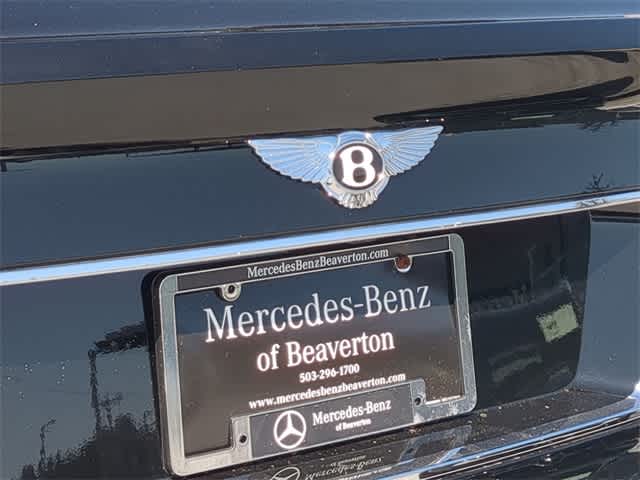 B
MercedesBenzBeaverton.com
Mercedes-Benz
of Beaverton
503-296-1700
www.mercedesbenzbeaverton.com
Mercedes-Benz
of Beaverton